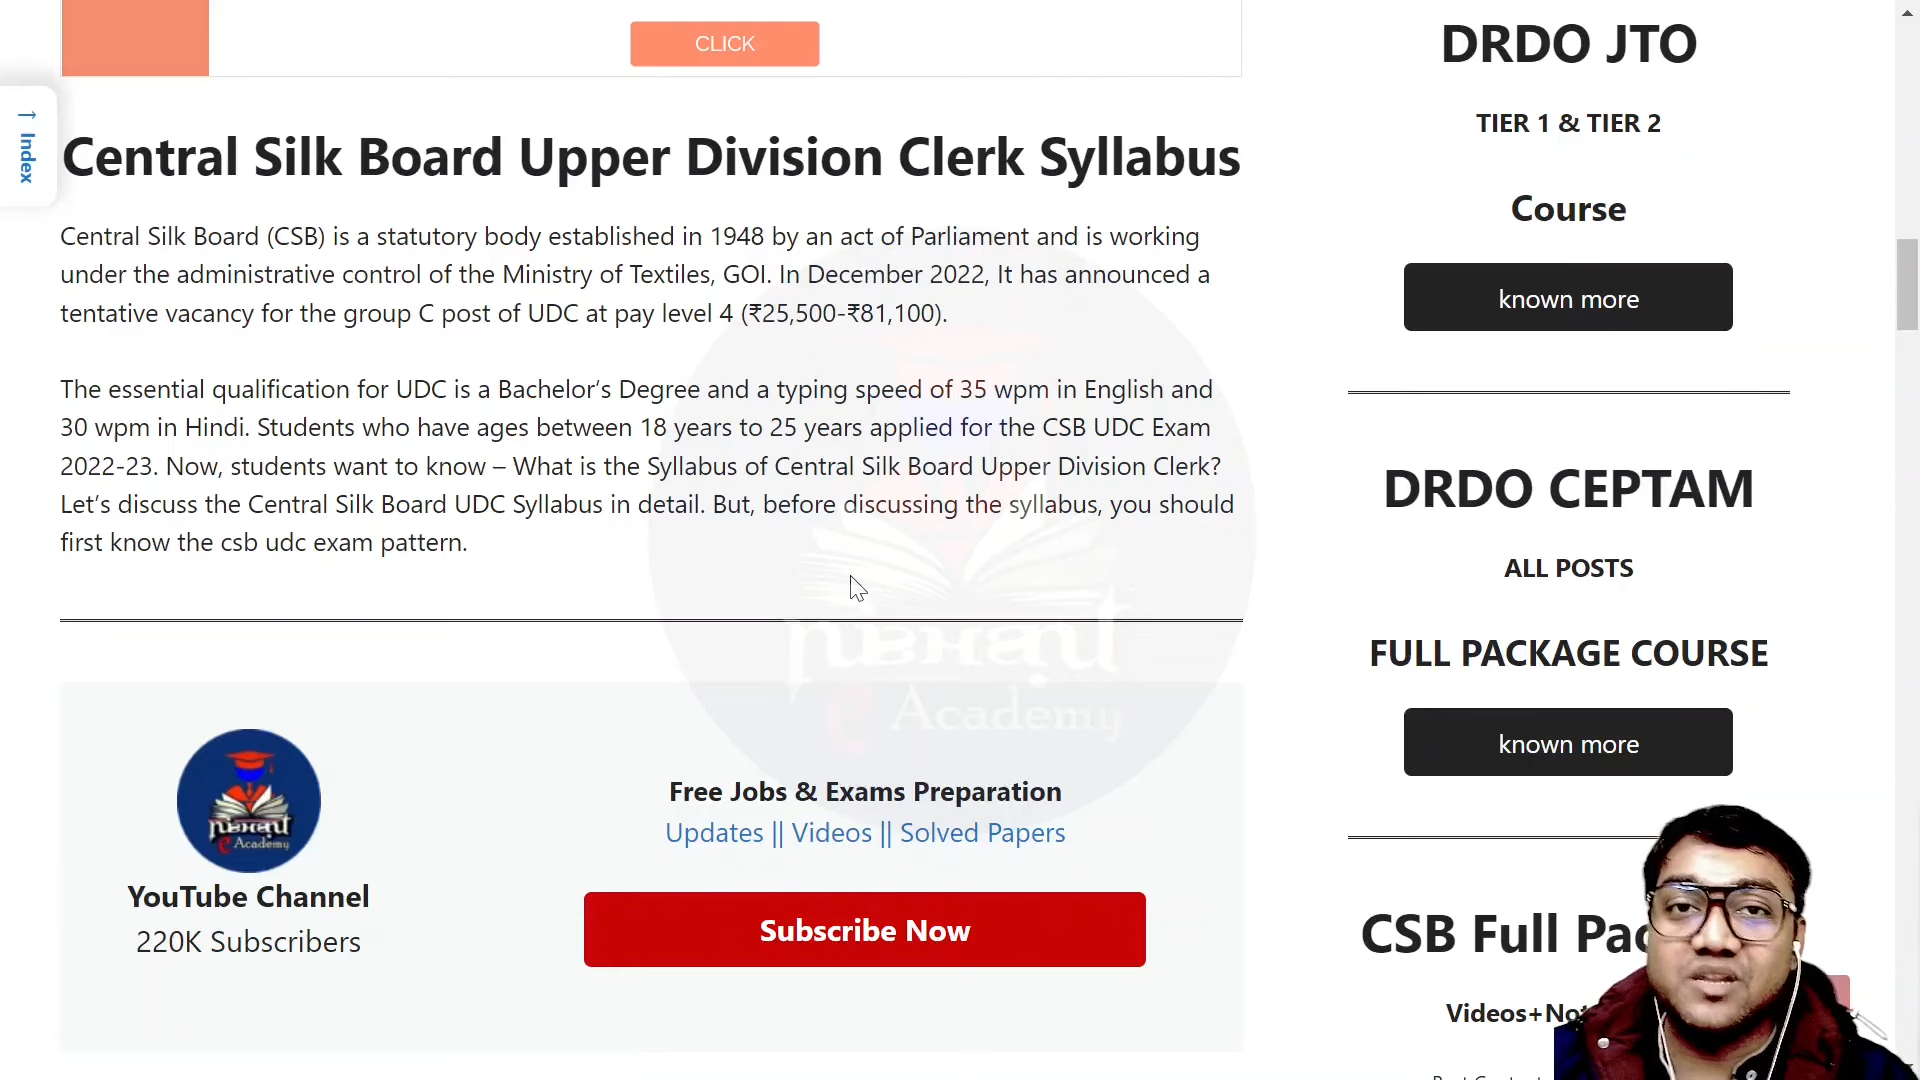 CLICK
↑ Index
Central Silk Board Upper Division Clerk Syllabus
Central Silk Board (CSB) is a statutory body established in 1948 by an act of Parliament and is working
under the administrative control of the Ministry of Textiles, GOI. In December 2022, It has announced a
tentative vacancy for the group C post of UDC at pay level 4 (₹25,500-₹81,100).
The essential qualification for UDC is a Bachelor’s Degree and a typing speed of 35 wpm in English and
30 wpm in Hindi. Students who have ages between 18 years to 25 years applied for the CSB UDC Exam
2022-23. Now, students want to know – What is the Syllabus of Central Silk Board Upper Division Clerk?
Let’s discuss the Central Silk Board UDC Syllabus in detail. But, before discussing the syllabus, you should
first know the csb udc exam pattern.
e Academy
e Academy
YouTube Channel
220K Subscribers
Free Jobs & Exams Preparation
Updates || Videos || Solved Papers
Subscribe Now
DRDO JTO
TIER 1 & TIER 2
Course
known more
DRDO CEPTAM
ALL POSTS
FULL PACKAGE COURSE
known more
CSB Full